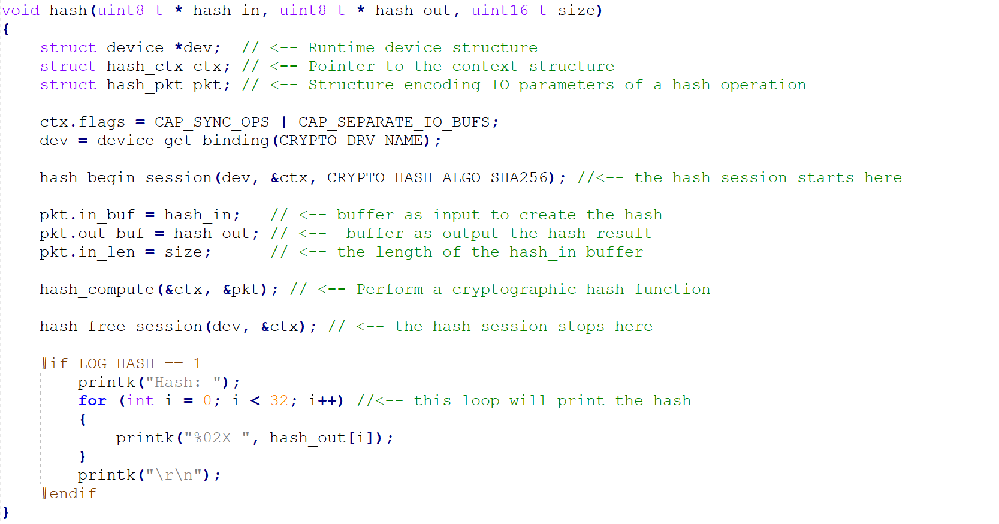 void hash(uint8_t * hash_in, uint8_t * hash_out, uint16_t size)
{
    struct device *dev;  // <-- Runtime device structure
    struct hash_ctx ctx; // <-- Pointer to the context structure
    struct hash_pkt pkt; // <-- Structure encoding IO parameters of a hash operation

    ctx.flags = CAP_SYNC_OPS | CAP_SEPARATE_IO_BUFS;
    dev = device_get_binding(CRYPTO_DRV_NAME);

    hash_begin_session(dev, &ctx, CRYPTO_HASH_ALGO_SHA256); //<-- the hash session starts here

    pkt.in_buf = hash_in;   // <-- buffer as input to create the hash
    pkt.out_buf = hash_out; // <--  buffer as output the hash result
    pkt.in_len = size;      // <-- the length of the hash_in buffer

    hash_compute(&ctx, &pkt); // <-- Perform a cryptographic hash function

    hash_free_session(dev, &ctx); // <-- the hash session stops here

    #if LOG_HASH == 1
        printk("Hash: ");
        for (int i = 0; i < 32; i++) //<-- this loop will print the hash
        {
            printk("%02X ", hash_out[i]);
        }
        printk("\r\n");
    #endif
}